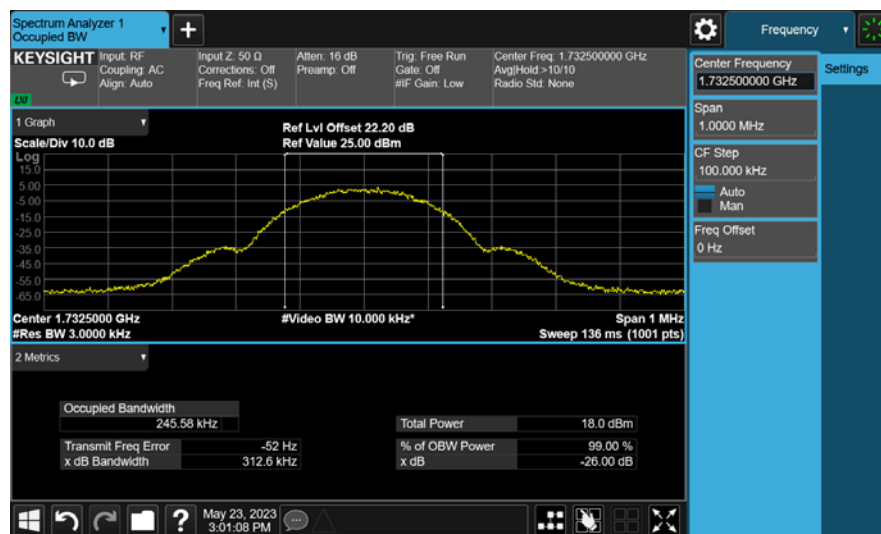 Spectrum Analyzer 1
Occupied BW
+
Frequency
KEYSIGHT
Input: RF
Coupling: AC
Align: Auto
Input Z: 50 Ω
Corrections: Off
Freq Ref: Int (S)
Atten: 16 dB
Preamp: Off
Trig: Free Run
Gate: Off
#IF Gain: Low
Center Freq: 1.732500000 GHz
Avg|Hold:>10/10
Radio Std: None
LXI
1 Graph
Scale/Div 10.0 dB
Ref Lvl Offset 22.20 dB
Ref Value 25.00 dBm
Log
15.0
5.00
-5.00
-15.0
-25.0
-35.0
-45.0
-55.0
-65.0
Center 1.7325000 GHz
#Res BW 3.0000 kHz
#Video BW 10.000 kHz*
Span 1 MHz
Sweep 136 ms (1001 pts)
2 Metrics
Occupied Bandwidth
245.58 kHz
Transmit Freq Error -52 Hz
x dB Bandwidth 312.6 kHz
Total Power 18.0 dBm
% of OBW Power 99.00 %
x dB -26.00 dB
Center Frequency
1.732500000 GHz
Span
1.0000 MHz
CF Step
100.000 kHz
Auto
Man
Freq Offset
0 Hz
Settings
?
May 23, 2023
3:01:08 PM